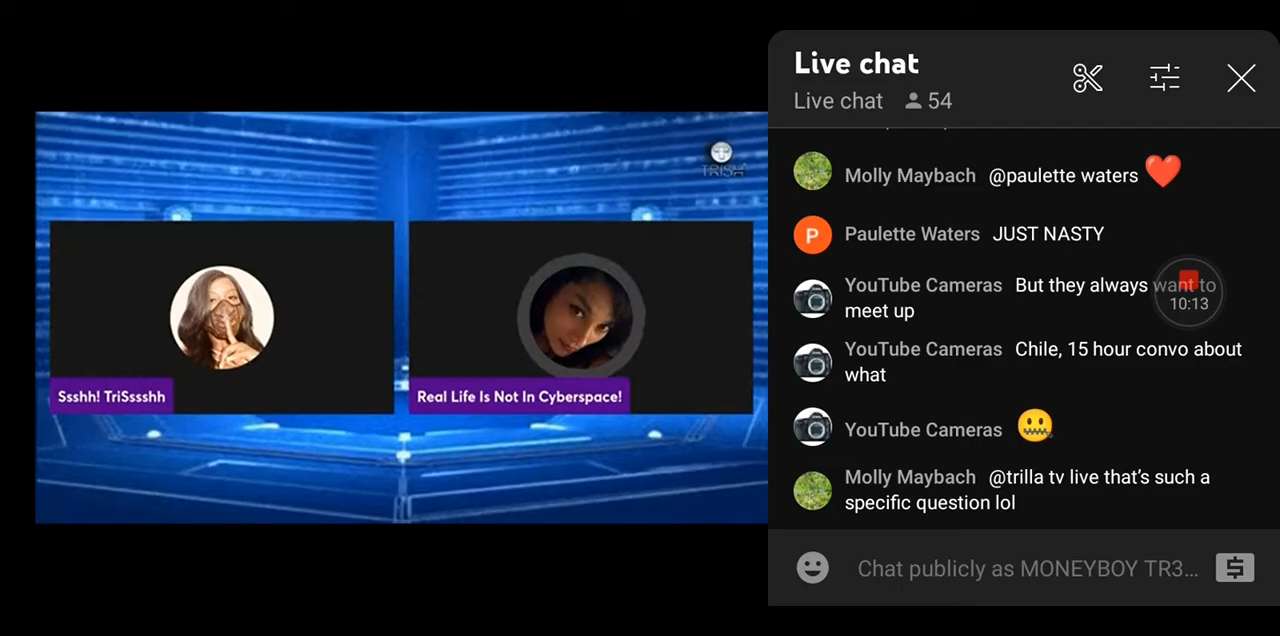 TRISH
Ssshh! TriSssshh
Real Life Is Not In Cyberspace!
Live chat
Live chat 54
Molly Maybach @paulette waters ❤️
P Paulette Waters JUST NASTY
YouTube Cameras But they always want to
meet up
10:13
YouTube Cameras Chile, 15 hour convo about
what
YouTube Cameras 🤐
Molly Maybach @trilla tv live that's such a
specific question lol
Chat publicly as MONEYBOY TR3...